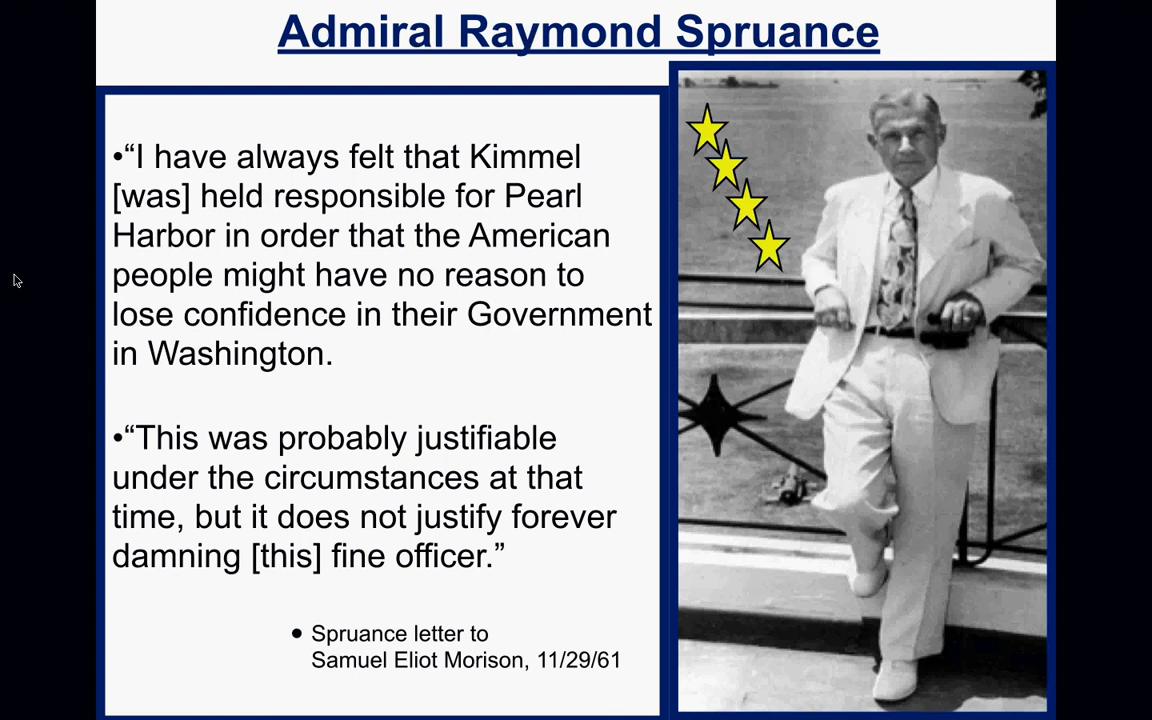 Admiral Raymond Spruance
•“I have always felt that Kimmel
[was] held responsible for Pearl
Harbor in order that the American
people might have no reason to
lose confidence in their Government
in Washington.
•“This was probably justifiable
under the circumstances at that
time, but it does not justify forever
damning [this] fine officer.”
• Spruance letter to
Samuel Eliot Morison, 11/29/61